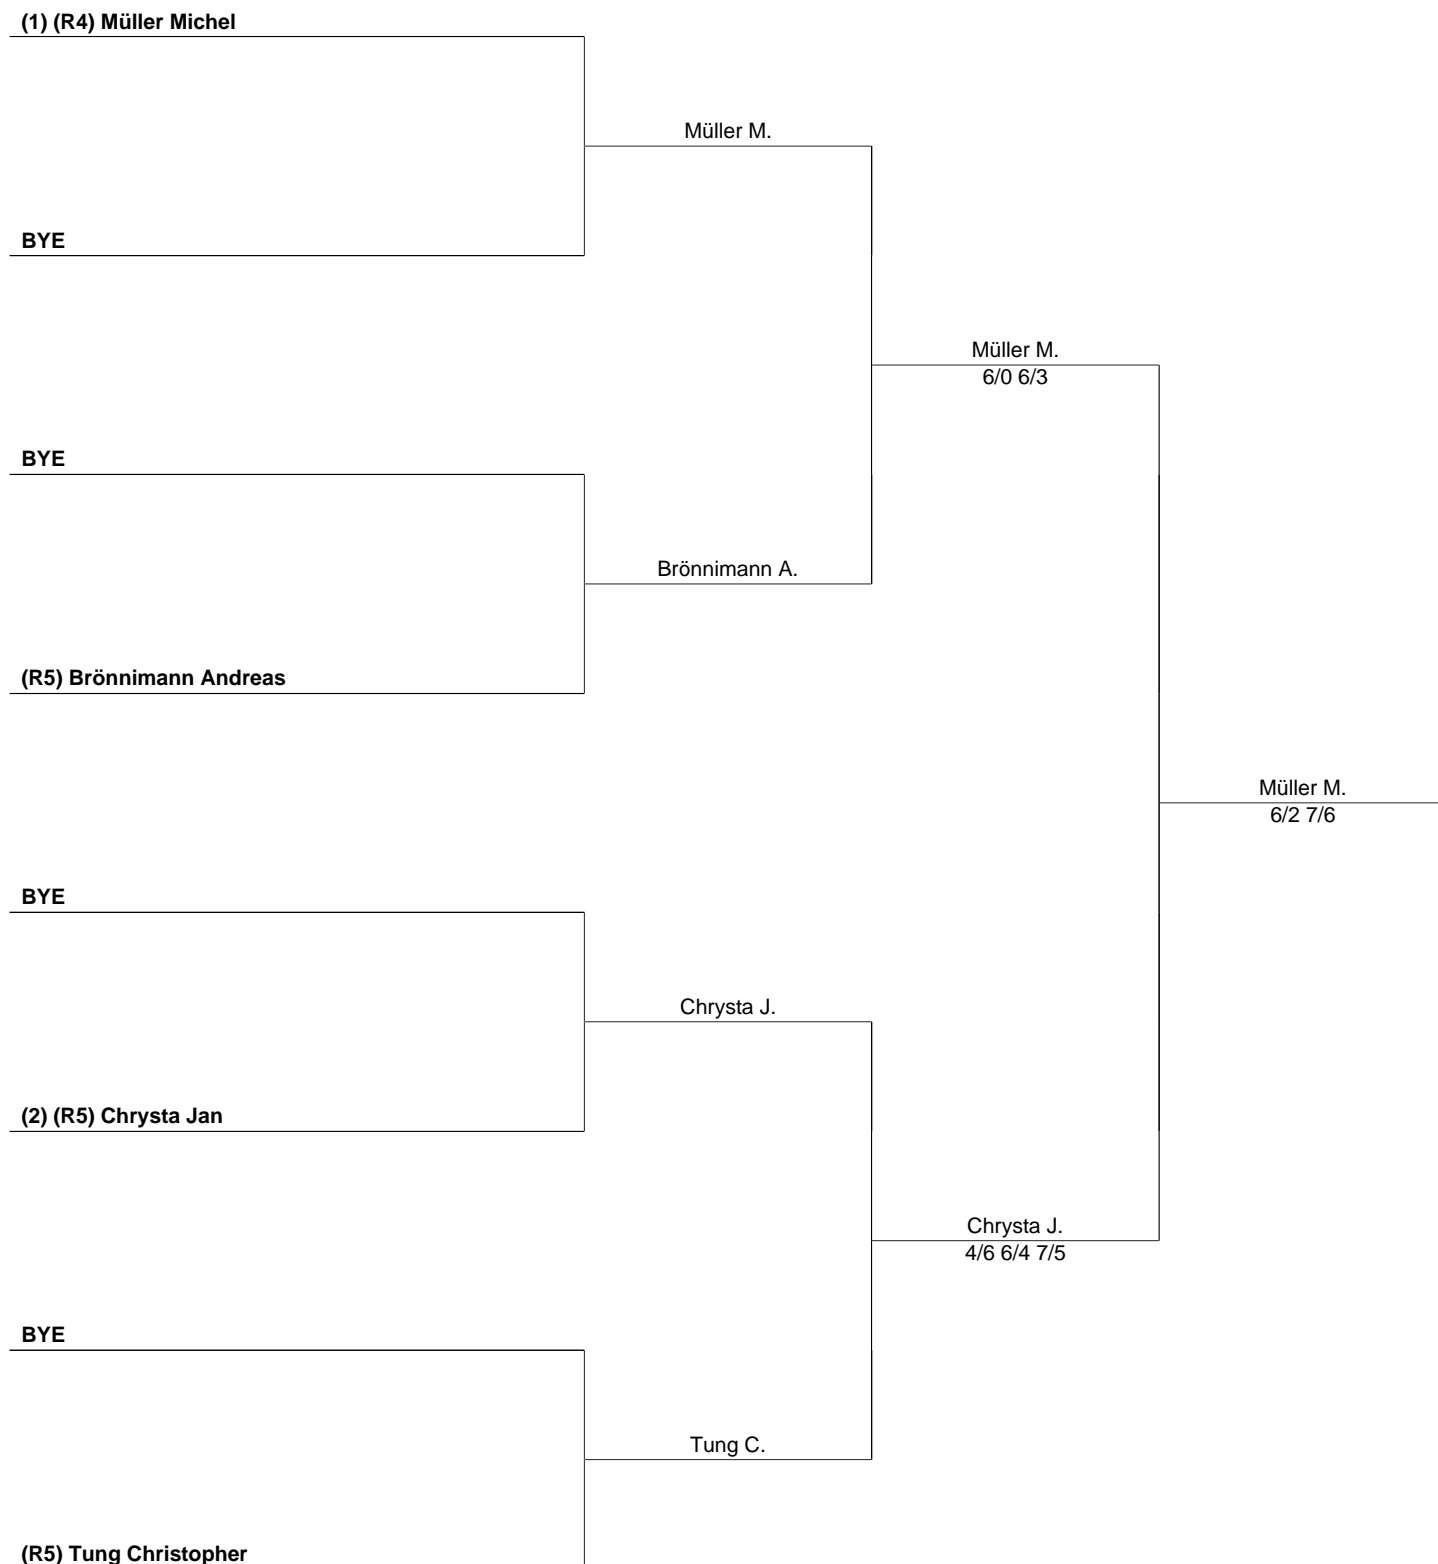 (1) (R4) Müller Michel
Müller M.
BYE
Müller M.
6/0 6/3
BYE
Brönnimann A.
(R5) Brönnimann Andreas
Müller M.
6/2 7/6
BYE
Chrysta J.
(2) (R5) Chrysta Jan
Chrysta J.
4/6 6/4 7/5
BYE
Tung C.
(R5) Tung Christopher